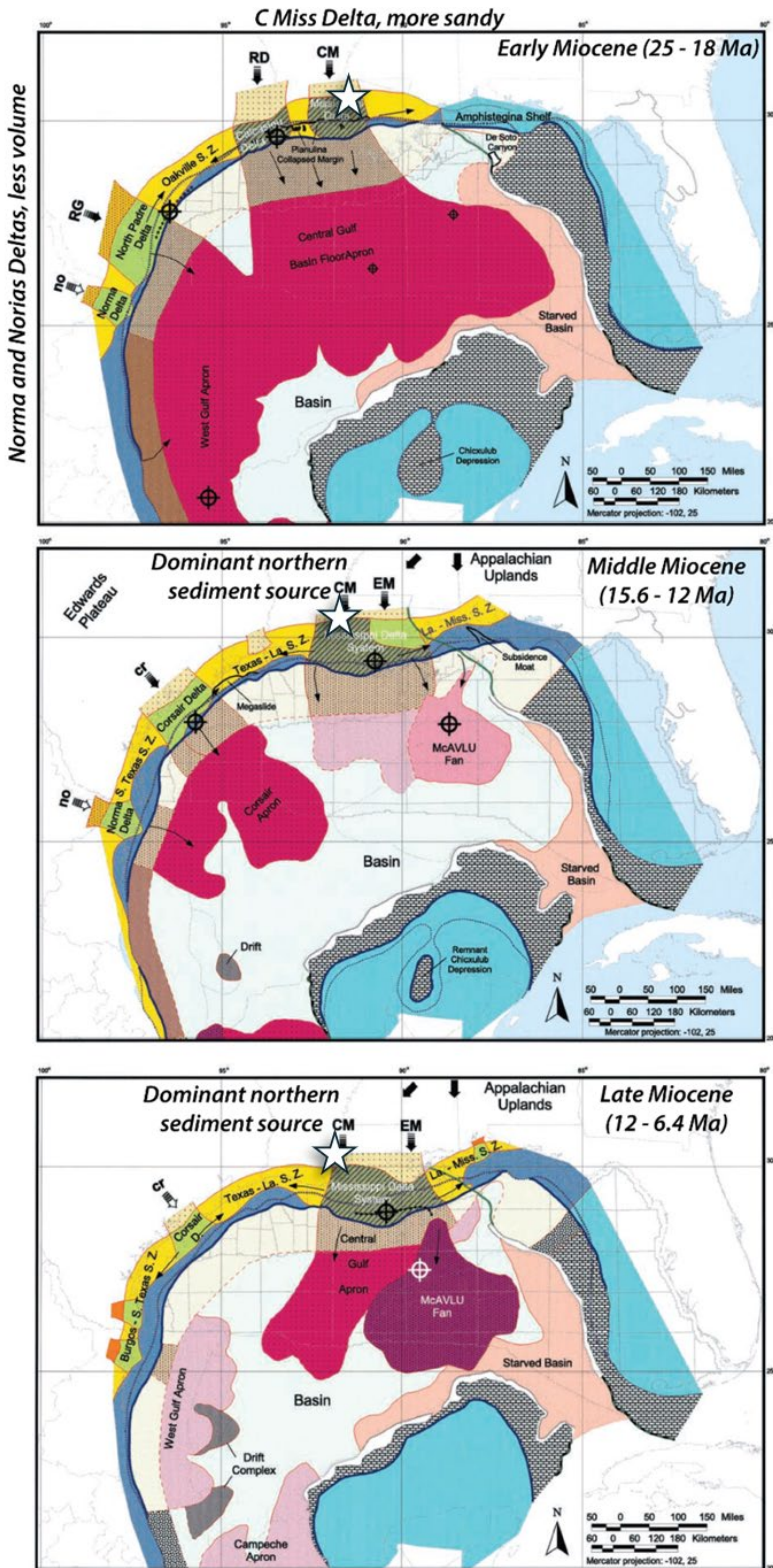 C Miss Delta, more sandy
Norma and Norias Deltas, less volume
Early Miocene (25 - 18 Ma)
RD
CM
Amphistegina Shelf
De Soto
Canyon
Planulina
Collapsed Margin
Oakville S. Z.
RG
North Padre
Delta
no
Norma
Delta
Central Gulf
Basin FloorApron
West Gulf Apron
Starved
Basin
Basin
Chicxulub
Depression
N
50 0 50 100 150 Miles
60 0 60 120 180 Kilometers
Mercator projection: -102, 25
Dominant northern
sediment source
Middle Miocene
(15.6 - 12 Ma)
Edwards
Plateau
CM
EM
Appalachian
Uplands
Mississippi Delta
System
La. - Miss. S. Z.
Texas - La. S. Z.
Subsidence
Moat
cr
Corsair Delta
Megaslide
McAVLU
Fan
S. Texas S. Z.
no
Norma
Delta
Corsair
Apron
Basin
Starved
Basin
Drift
Remnant
Chicxulub
Depression
N
50 0 50 100 150 Miles
60 0 60 120 180 Kilometers
Mercator projection: -102, 25
Dominant northern
sediment source
Late Miocene
(12 - 6.4 Ma)
CM
EM
Appalachian
Uplands
Mississippi Delta
System
La. - Miss. S. Z.
Texas - La. S. Z.
cr
Corsair
D.
Central
Gulf
Apron
McAVLU
Fan
Burgos - S. Texas S. Z.
West Gulf Apron
Basin
Starved Basin
Drift
Complex
Campeche
Apron
N
50 0 50 100 150 Miles
60 0 60 120 180 Kilometers
Mercator projection: -102, 25